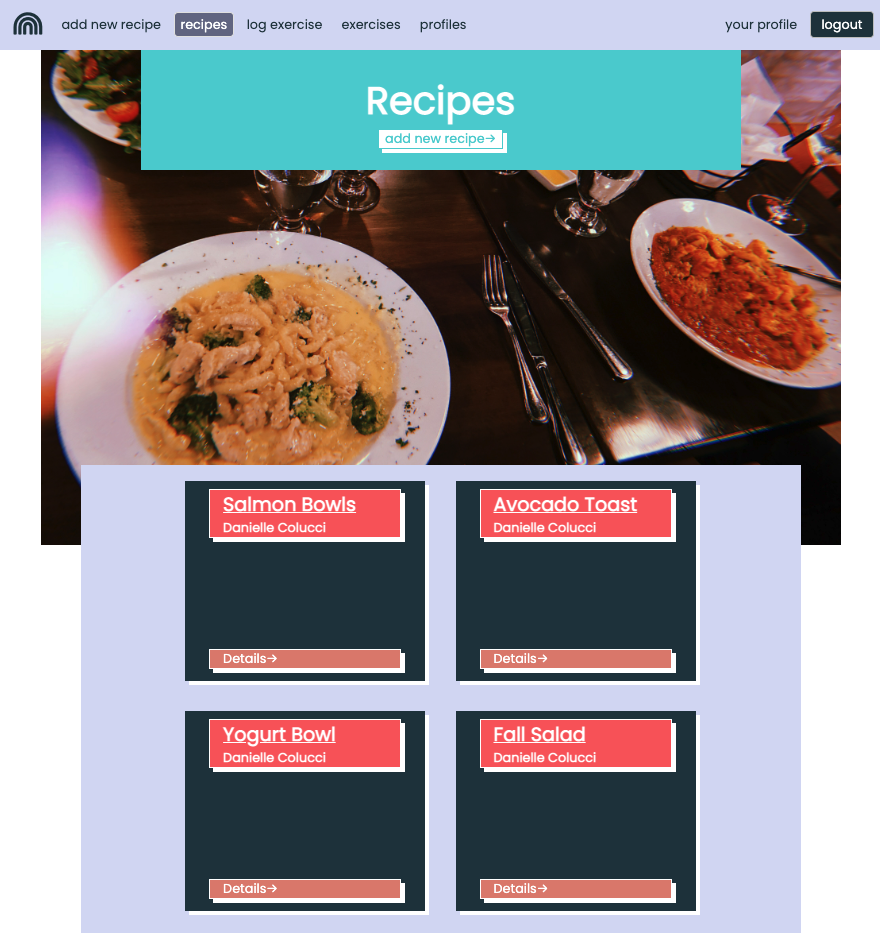 add new recipe recipes log exercise exercises profiles your profile logout
Recipes
add new recipe→
Salmon Bowls
Danielle Colucci
Details→
Avocado Toast
Danielle Colucci
Details→
Yogurt Bowl
Danielle Colucci
Details→
Fall Salad
Danielle Colucci
Details→